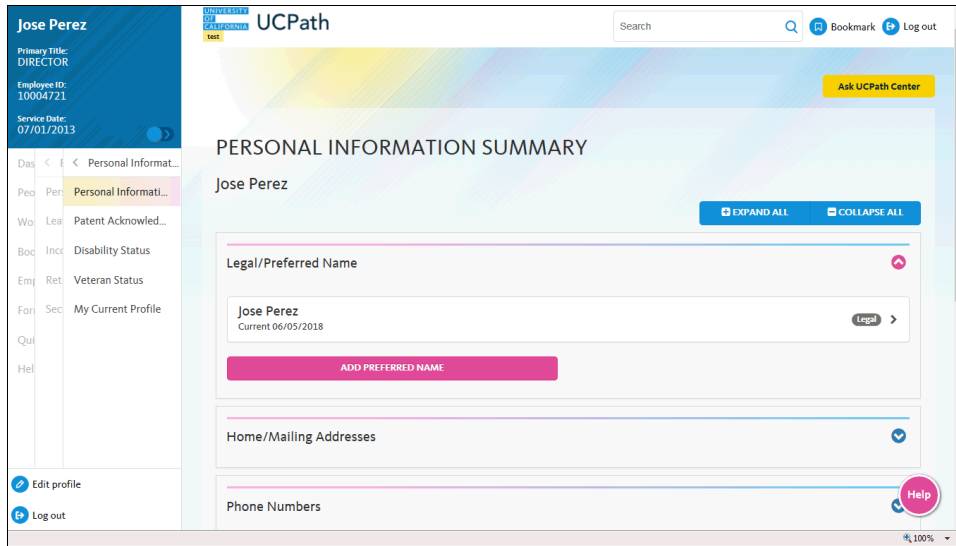 Jose Perez
Primary Title:
DIRECTOR
Employee ID:
10004721
Service Date:
07/01/2013
UNIVERSITY
OF
CALIFORNIA
test
UCPath
Search
Bookmark
Log out
Ask UCPath Center
Das
Peo
Boo
Emp
For
Qui
Hel
Per
Lea
Inco
Ret
Sec
Personal Informat...
Personal Informati...
Patent Acknowled...
Disability Status
Veteran Status
My Current Profile
Edit profile
Log out
PERSONAL INFORMATION SUMMARY
Jose Perez
EXPAND ALL
COLLAPSE ALL
Legal/Preferred Name
Jose Perez
Current 06/05/2018
Legal
ADD PREFERRED NAME
Home/Mailing Addresses
Phone Numbers
Help
100%